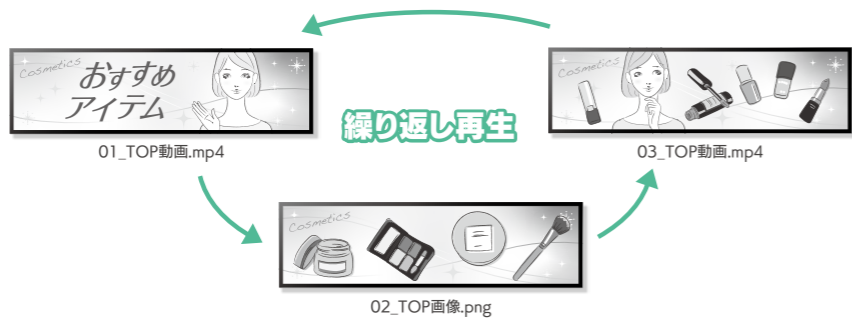 Cosmetics
おすすめ
アイテム
01_TOP動画.mp4
繰り返し再生
Cosmetics
03_TOP動画.mp4
Cosmetics
02_TOP画像.png